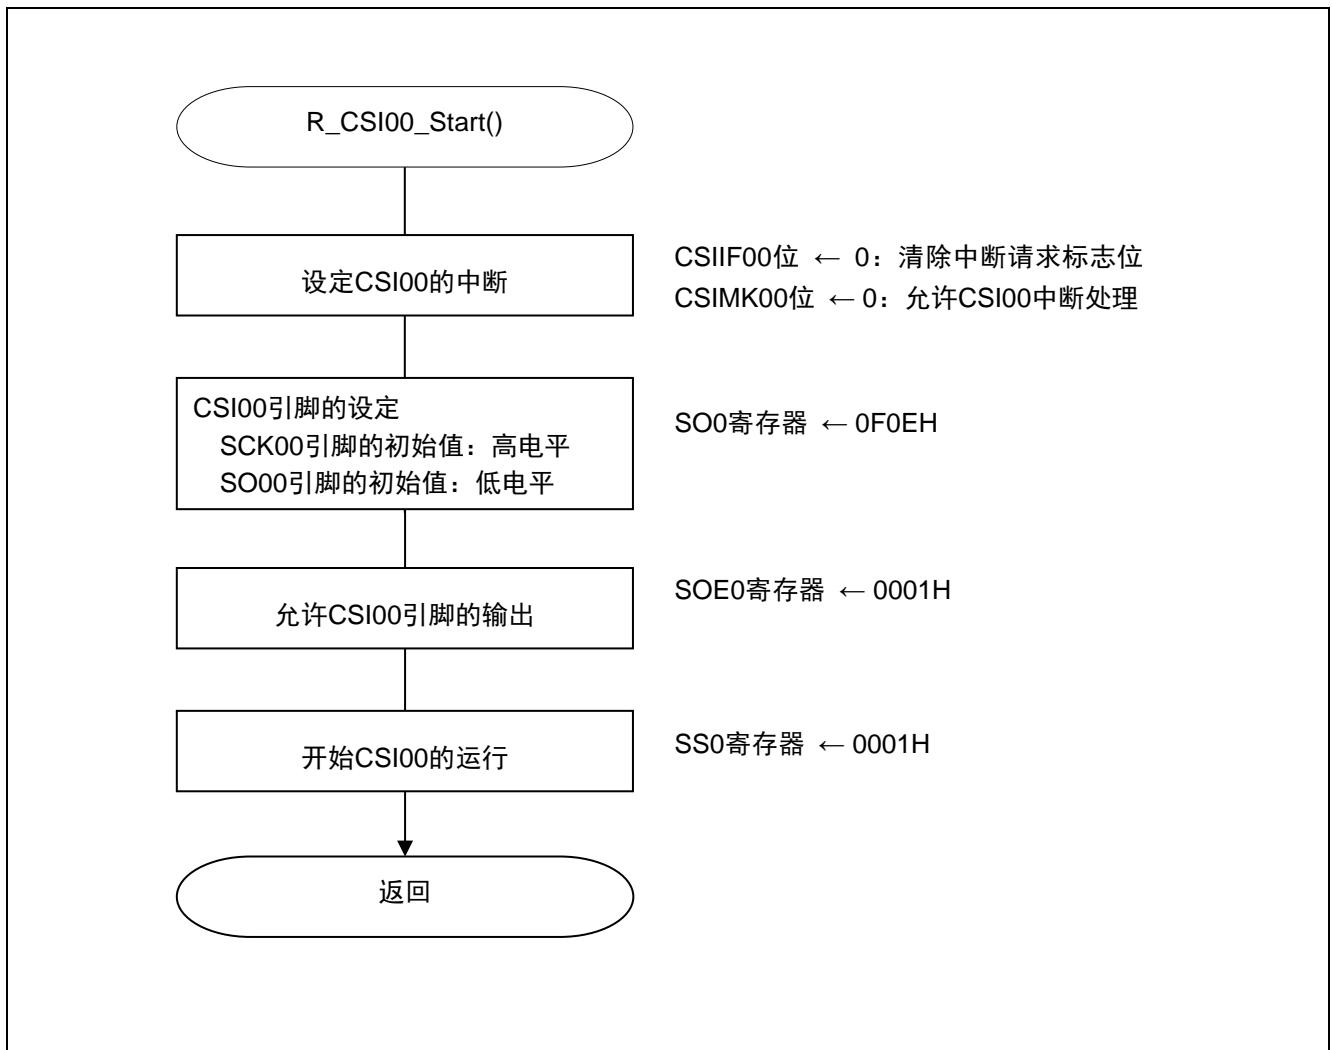 R_CSI00_Start()
设定CSI00的中断
CSIIF00位 ← 0：清除中断请求标志位
CSIMK00位 ← 0：允许CSI00中断处理
CSI00引脚的设定
SCK00引脚的初始值：高电平
SO00引脚的初始值：低电平
SO0寄存器 ← 0F0EH
允许CSI00引脚的输出
SOE0寄存器 ← 0001H
开始CSI00的运行
SS0寄存器 ← 0001H
返回